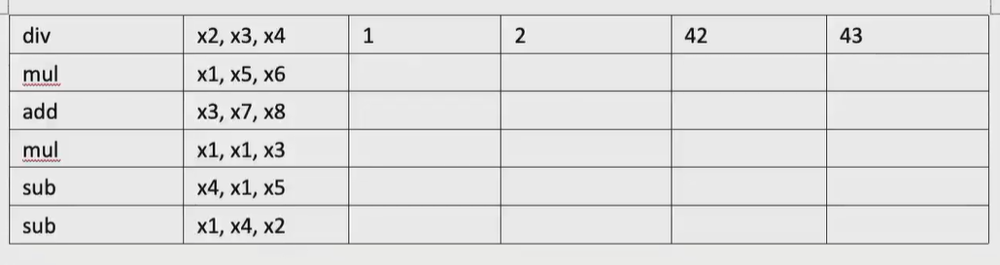 div x2, x3, x4 1 2 42 43
mul x1, x5, x6
add x3, x7, x8
mul x1, x1, x3
sub x4, x1, x5
sub x1, x4, x2